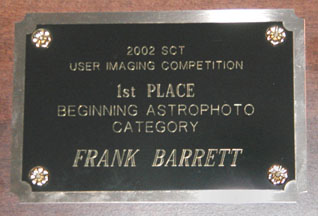 2002 SCT
USER IMAGING COMPETITION
1st PLACE
BEGINNING ASTROPHOTO
CATEGORY
FRANK BARRETT